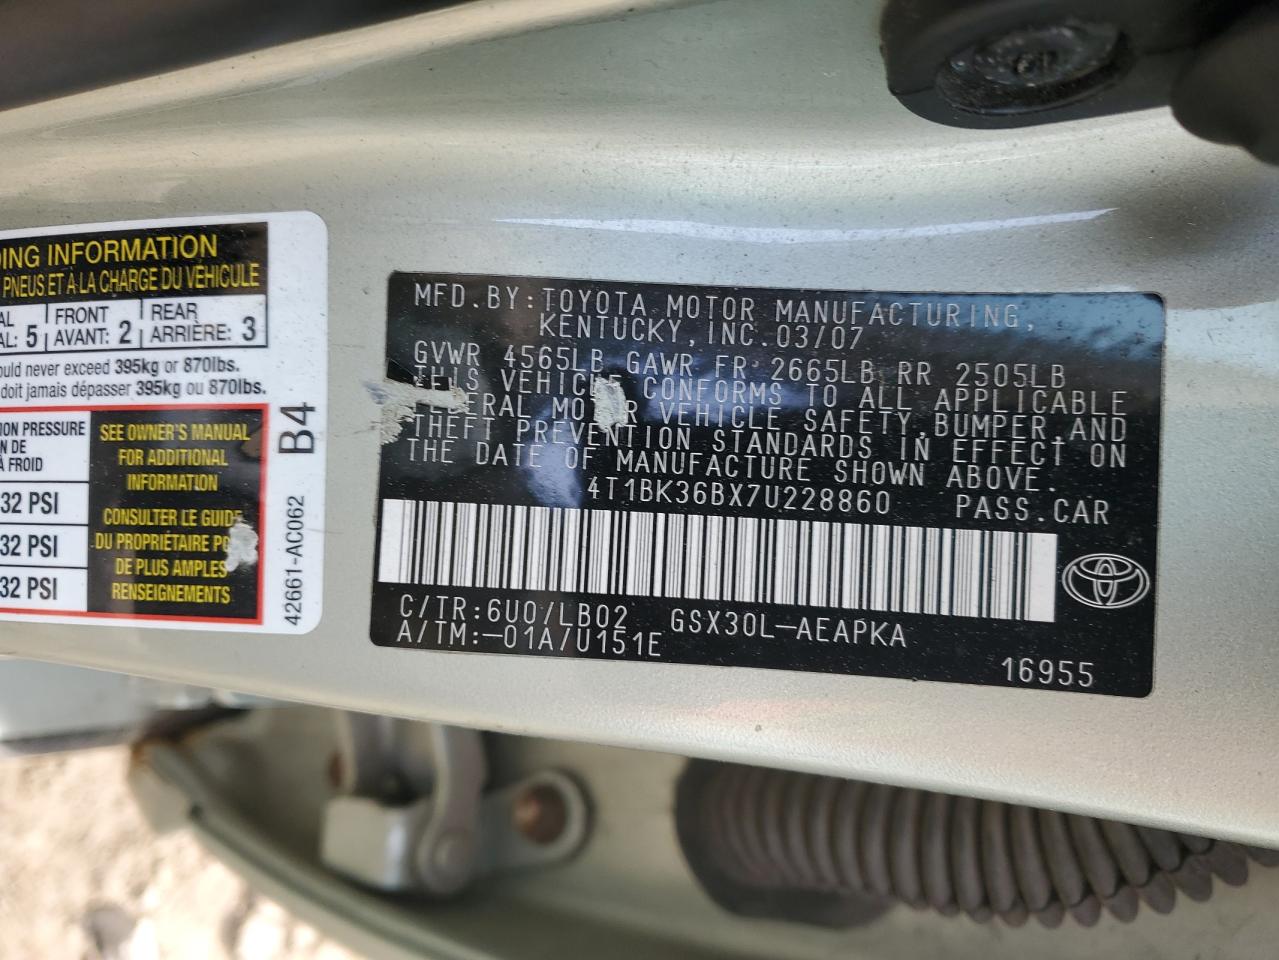 DING INFORMATION
PNEUS ET À LA CHARGE DU VÉHICULE
AL 5 FRONT REAR
AL: AVANT: 2 ARRIÈRE: 3
ould never exceed 395kg or 870lbs.
doit jamais dépasser 395kg ou 870lbs.
ION PRESSURE
N DE
À FROID
32 PSI
32 PSI
32 PSI
SEE OWNER'S MANUAL
FOR ADDITIONAL
INFORMATION
CONSULTER LE GUIDE
DU PROPRIÉTAIRE PO
DE PLUS AMPLES
RENSEIGNEMENTS
B4
42661-AC062
MFD.BY:TOYOTA MOTOR MANUFACTURING,
KENTUCKY, INC.03/07
GVWR 4565LB GAWR FR 2665LB RR 2505LB
THIS VEHICLE CONFORMS TO ALL APPLICABLE
FEDERAL MOTOR VEHICLE SAFETY,BUMPER,AND
THEFT PREVENTION STANDARDS IN EFFECT ON
THE DATE OF MANUFACTURE SHOWN ABOVE.
4T1BK36BX7U228860 PASS.CAR
C/TR:6U0/LB02 GSX30L-AEAPKA
A/TM:-01A/U151E
16955